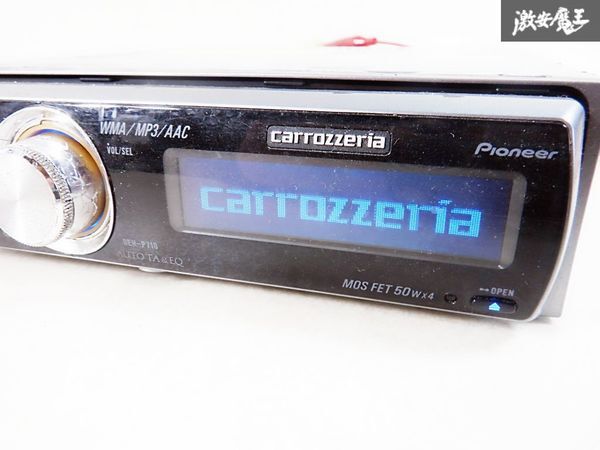 激安魔王
WMA/MP3/AAC
carrozzeria
Pioneer
VOL/SEL
carrozzeria
DEH-P710
AUTO TA & EQ
MOS FET 50W×4
OPEN